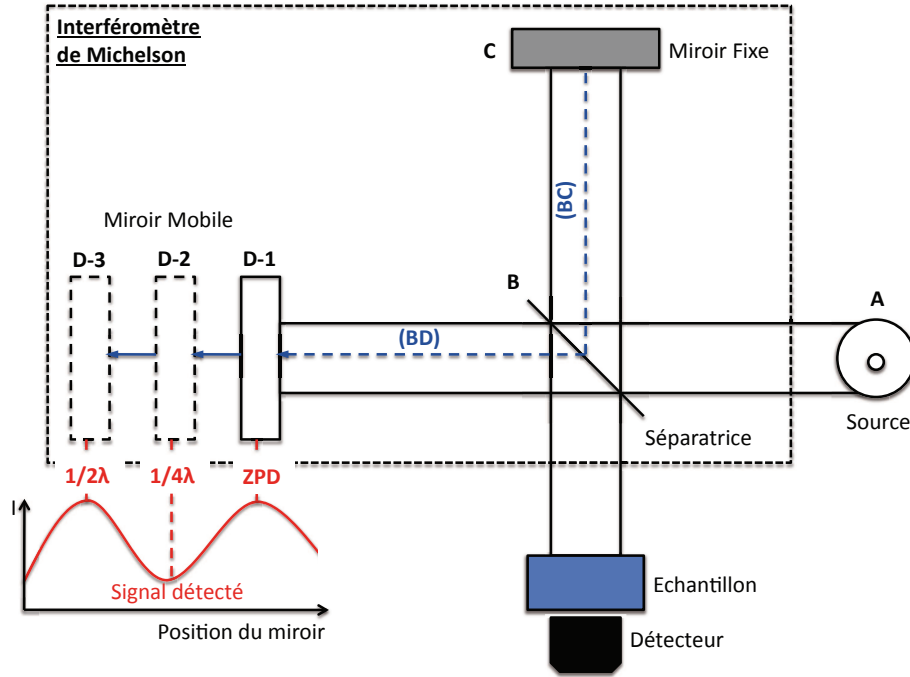 Interféromètre
de Michelson
C
Miroir Fixe
(BC)
Miroir Mobile
D-3
D-2
D-1
B
A
(BD)
Séparatrice
Source
1/2λ
1/4λ
ZPD
I
Signal détecté
Position du miroir
Echantillon
Détecteur